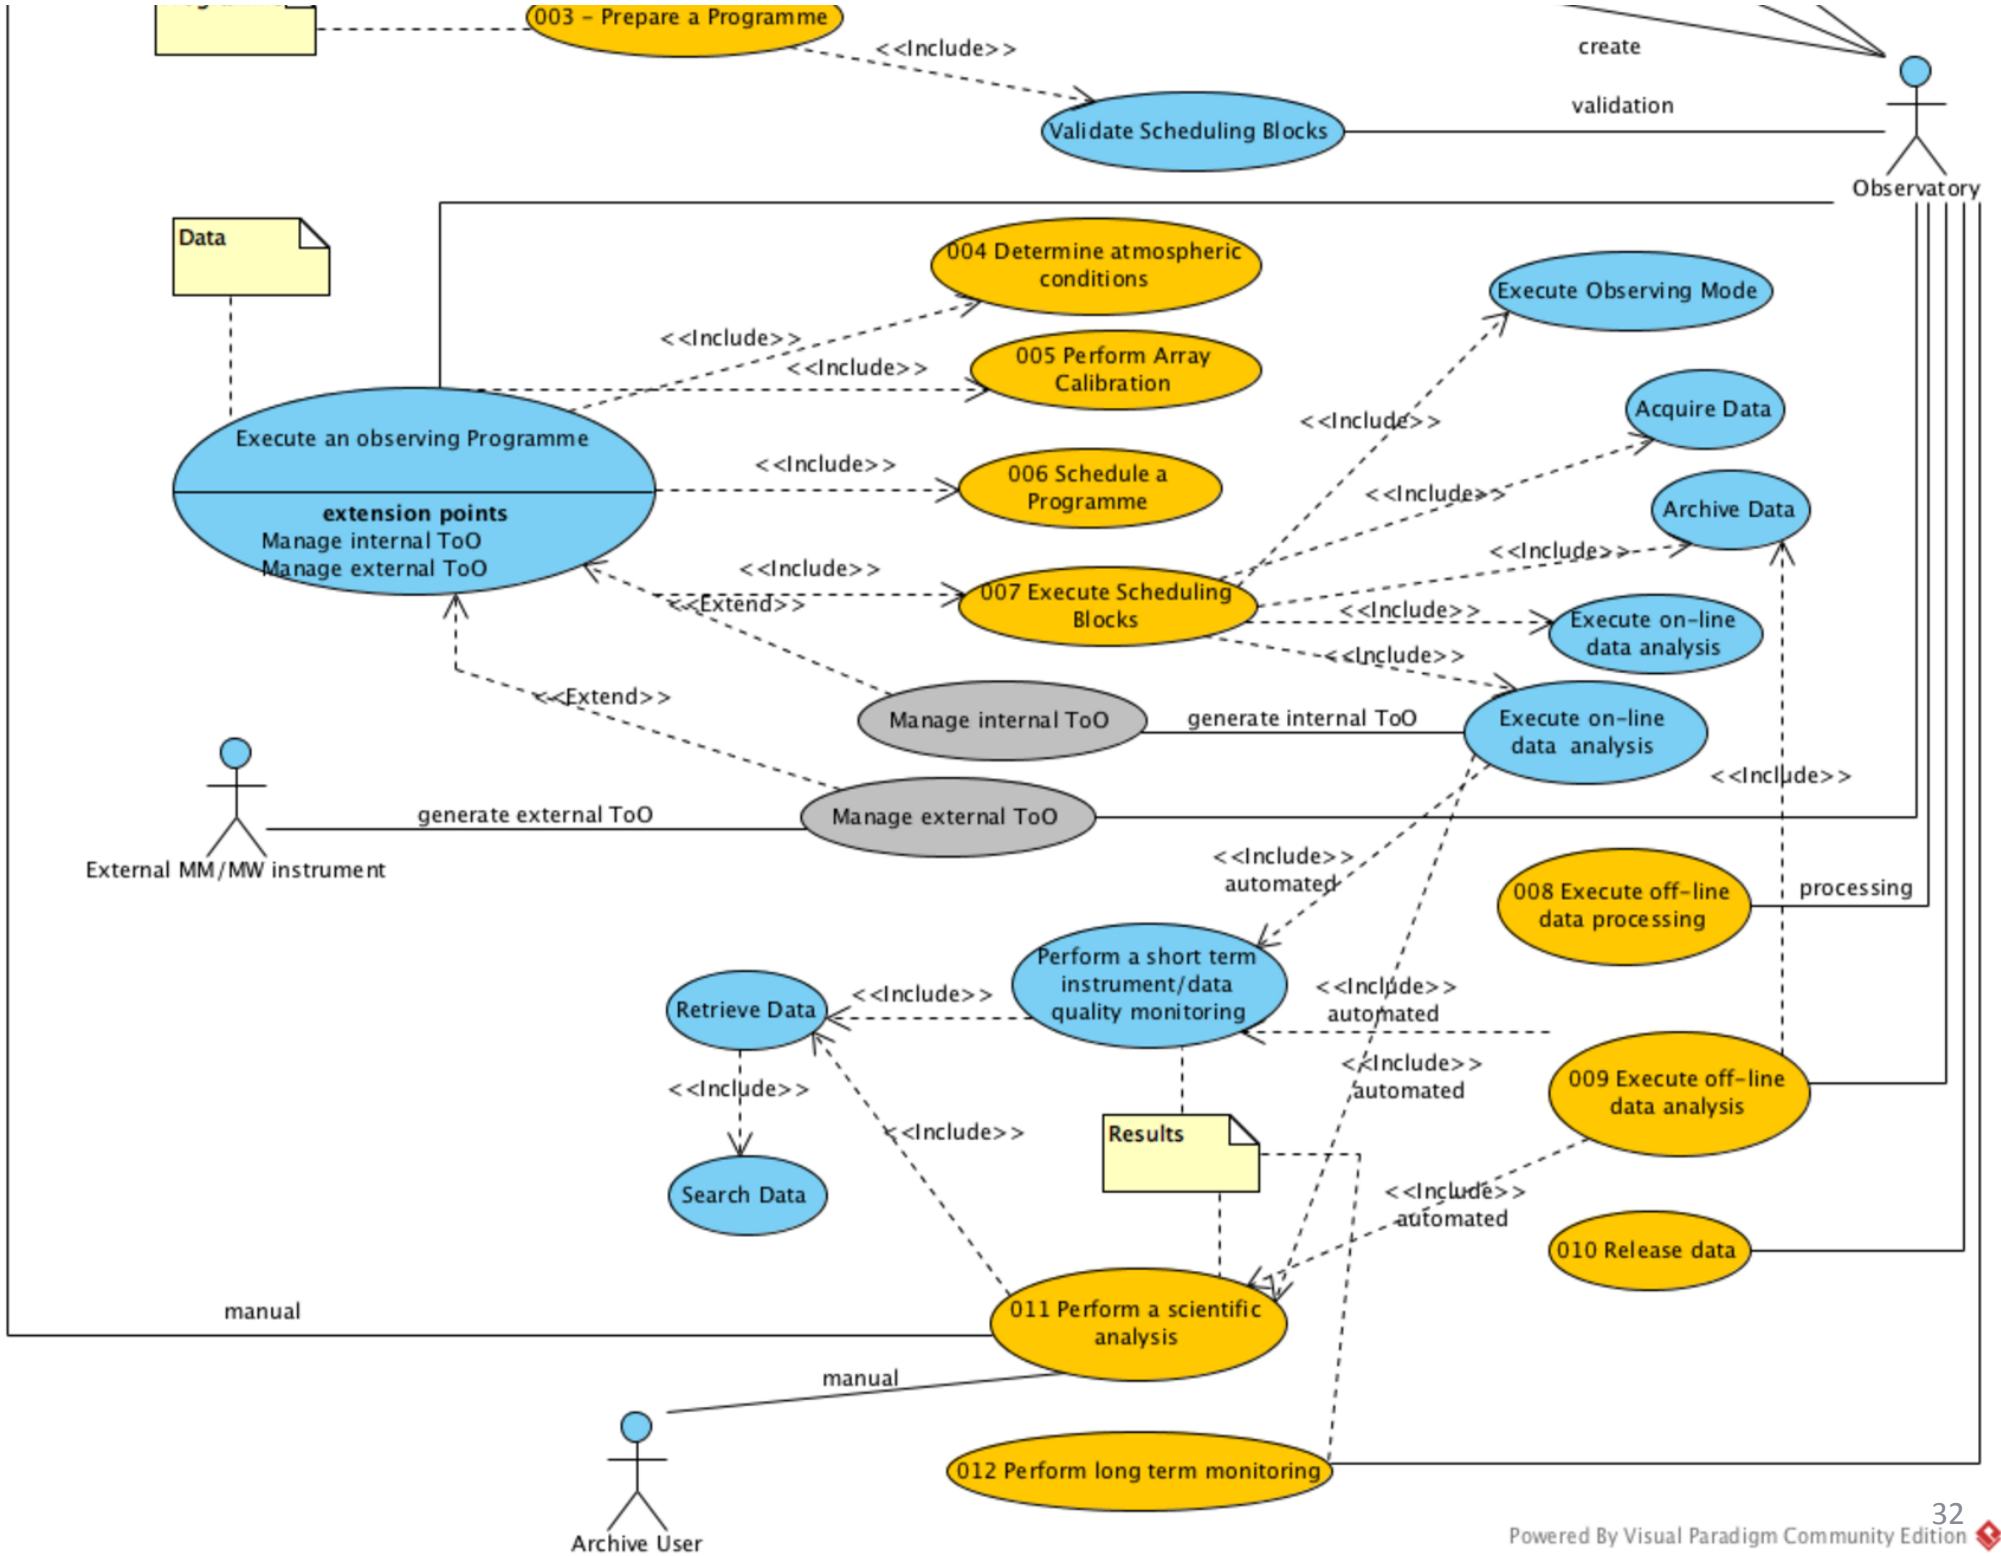 003 – Prepare a Programme
<<Include>>
create
validation
Validate Scheduling Blocks
Observatory
Data
004 Determine atmospheric
conditions
Execute Observing Mode
<<Include>>
<<Include>>
005 Perform Array
Calibration
<<Include>>
Acquire Data
Execute an observing Programme
<<Include>>
006 Schedule a
Programme
<<Include>>
Archive Data
extension points
Manage internal ToO
Manage external ToO
<<Include>>
<<Include>>
<<Extend>>
007 Execute Scheduling
Blocks
<<Include>>
Execute on-line
data analysis
<<Include>>
<<Extend>>
Manage internal ToO
generate internal ToO
Execute on-line
data analysis
<<Include>>
generate external ToO
Manage external ToO
External MM/MW instrument
<<Include>>
automated
008 Execute off-line
data processing
processing
Perform a short term
instrument/data
quality monitoring
<<Include>>
Retrieve Data
<<Include>>
automated
<<Include>>
automated
<<Include>>
009 Execute off-line
data analysis
Results
<<Include>>
Search Data
<<Include>>
automated
010 Release data
manual
011 Perform a scientific
analysis
manual
012 Perform long term monitoring
Archive User
32
Powered By Visual Paradigm Community Edition